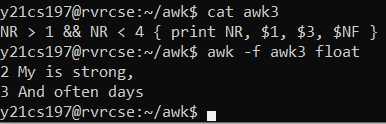 y21cs197@rvrcse:~/awk$ cat awk3
NR > 1 && NR < 4 { print NR, $1, $3, $NF }
y21cs197@rvrcse:~/awk$ awk -f awk3 float
2 My is strong,
3 And often days
y21cs197@rvrcse:~/awk$